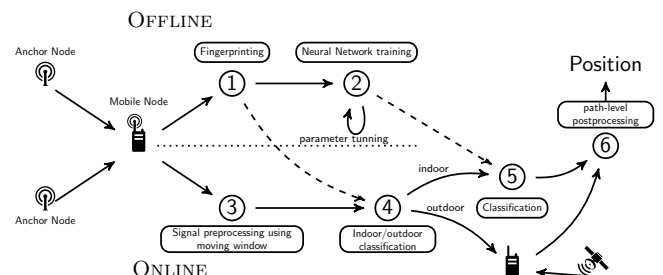 OFFLINE
Anchor Node
Fingerprinting
Neural Network training
Position
1
2
Mobile Node
path-level
postprocessing
parameter tunning
6
indoor
5
Anchor Node
3
4
outdoor
Classification
Signal preprocessing using
moving window
Indoor/outdoor
classification
ONLINE